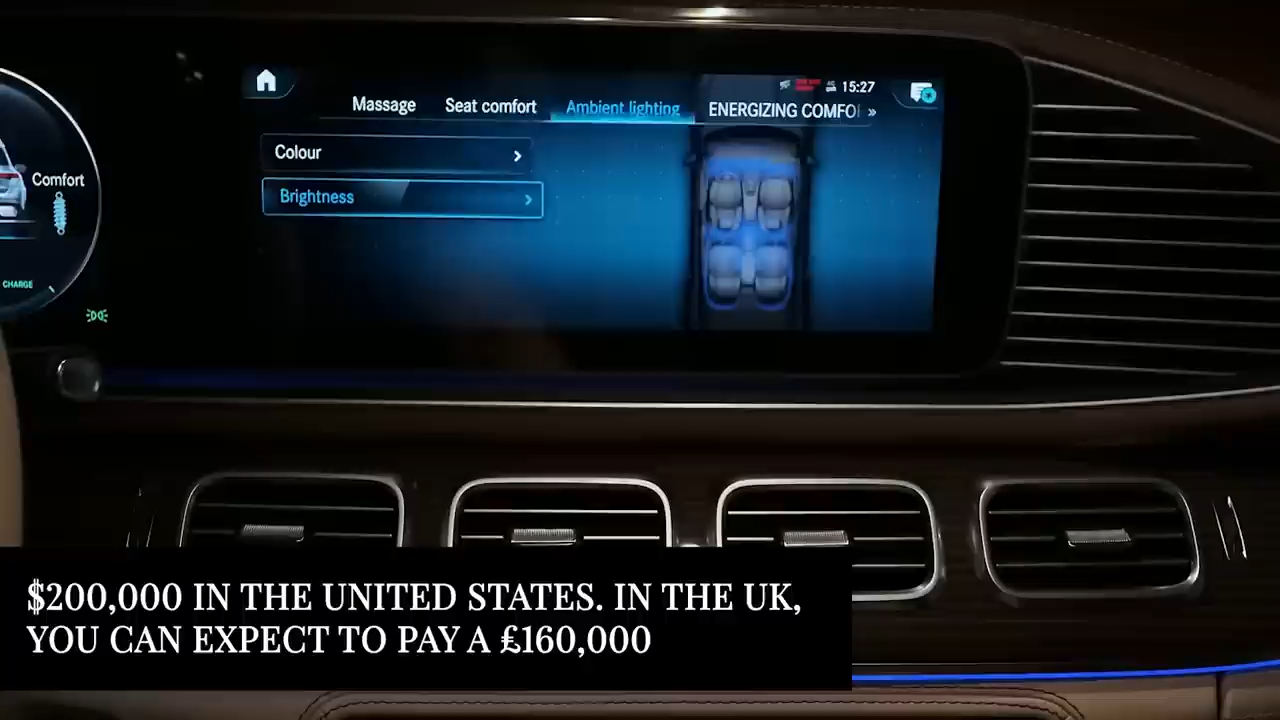 15:27
Massage Seat comfort Ambient lighting ENERGIZING COMFO »
Colour
Brightness
Comfort
CHARGE
$200,000 IN THE UNITED STATES. IN THE UK,
YOU CAN EXPECT TO PAY A £160,000